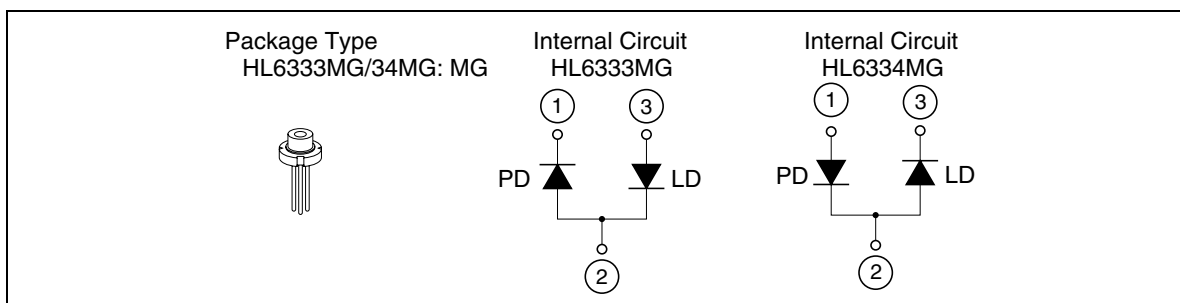 Package Type
HL6333MG/34MG: MG
Internal Circuit
HL6333MG
1
3
PD
LD
2
Internal Circuit
HL6334MG
1
3
PD
LD
2